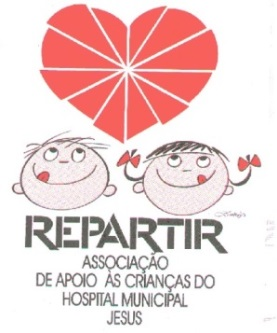 REPARTIR
ASSOCIAÇÃO
DE APOIO ÀS CRIANÇAS DO
HOSPITAL MUNICIPAL
JESUS